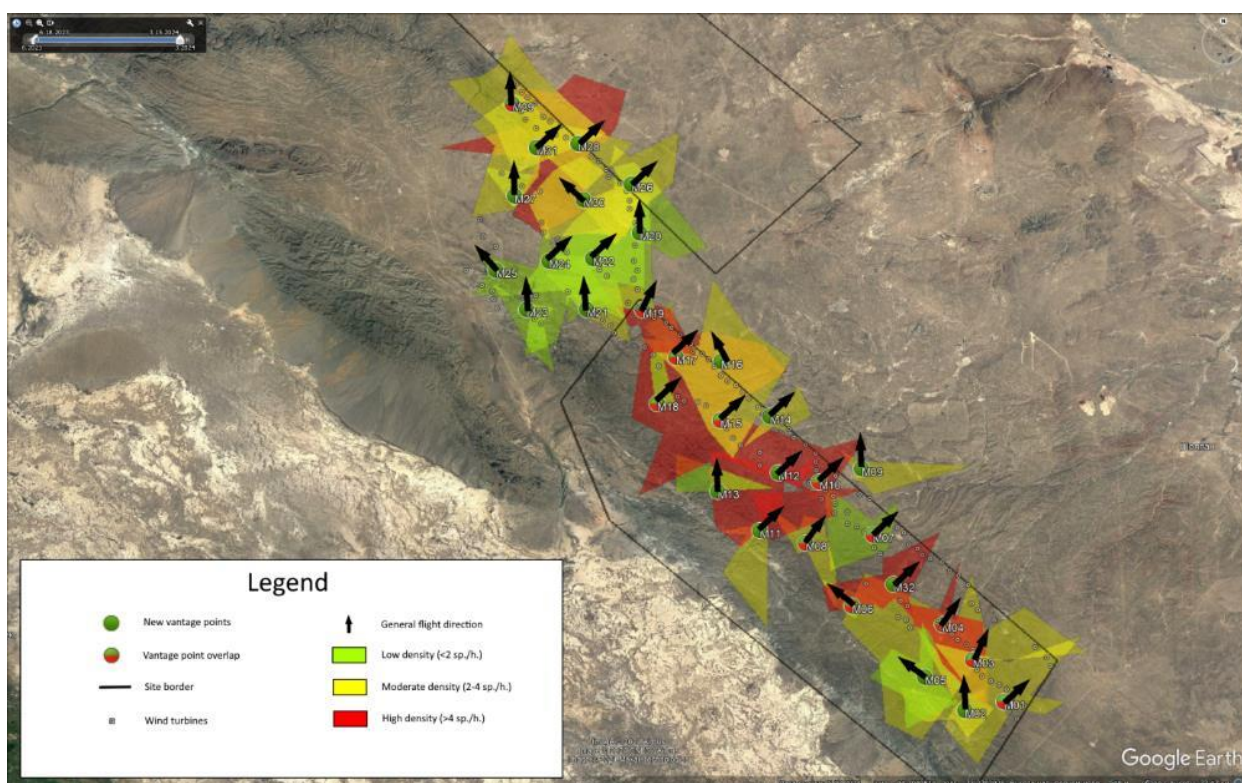 M29
M31
M28
M27
M26
M20
M24
M22
M25
M23
M21
M19
M17
M16
M18
M15
M14
M12
M10
M09
M13
M11
M08
M07
M32
M06
M04
M03
M05
M01
Legend
New vantage points
General flight direction
Vantage point overlap
Low density (<2 sp./h.)
Site border
Moderate density (2-4 sp./h.)
Wind turbines
High density (>4 sp./h.)
Google Earth